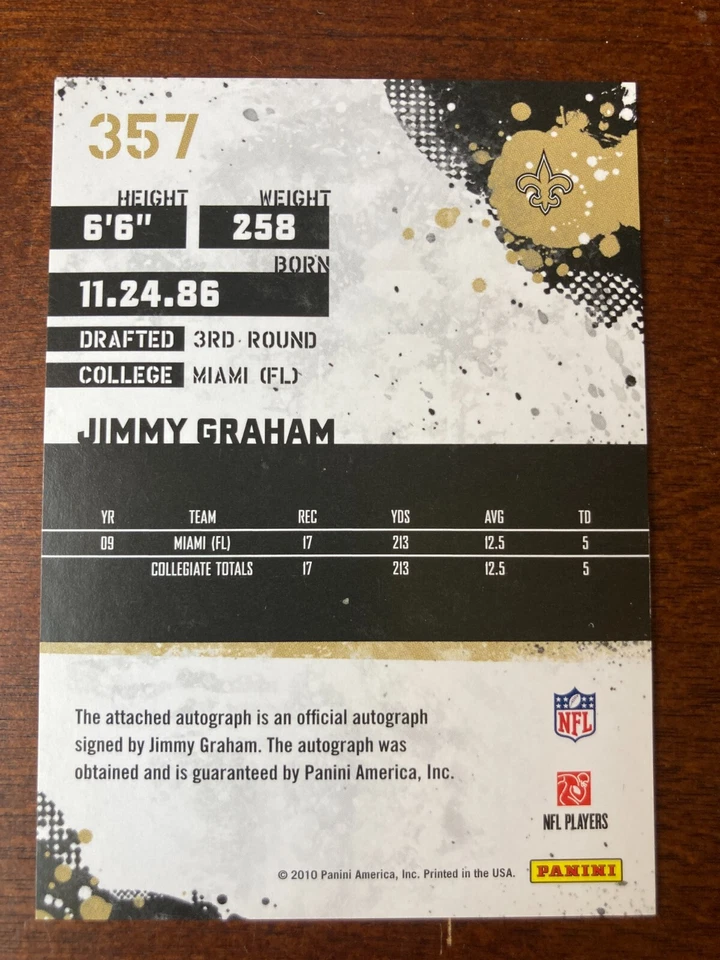 357
HEIGHT WEIGHT
6'6" 258
BORN
11.24.86
DRAFTED 3RD ROUND
COLLEGE MIAMI (FL)
JIMMY GRAHAM
YR TEAM REC YDS AVG TD
09 MIAMI (FL) 17 213 12.5 5
COLLEGIATE TOTALS 17 213 12.5 5
The attached autograph is an official autograph
signed by Jimmy Graham. The autograph was
obtained and is guaranteed by Panini America, Inc.
NFL
NFL PLAYERS
© 2010 Panini America, Inc. Printed in the USA. PANINI